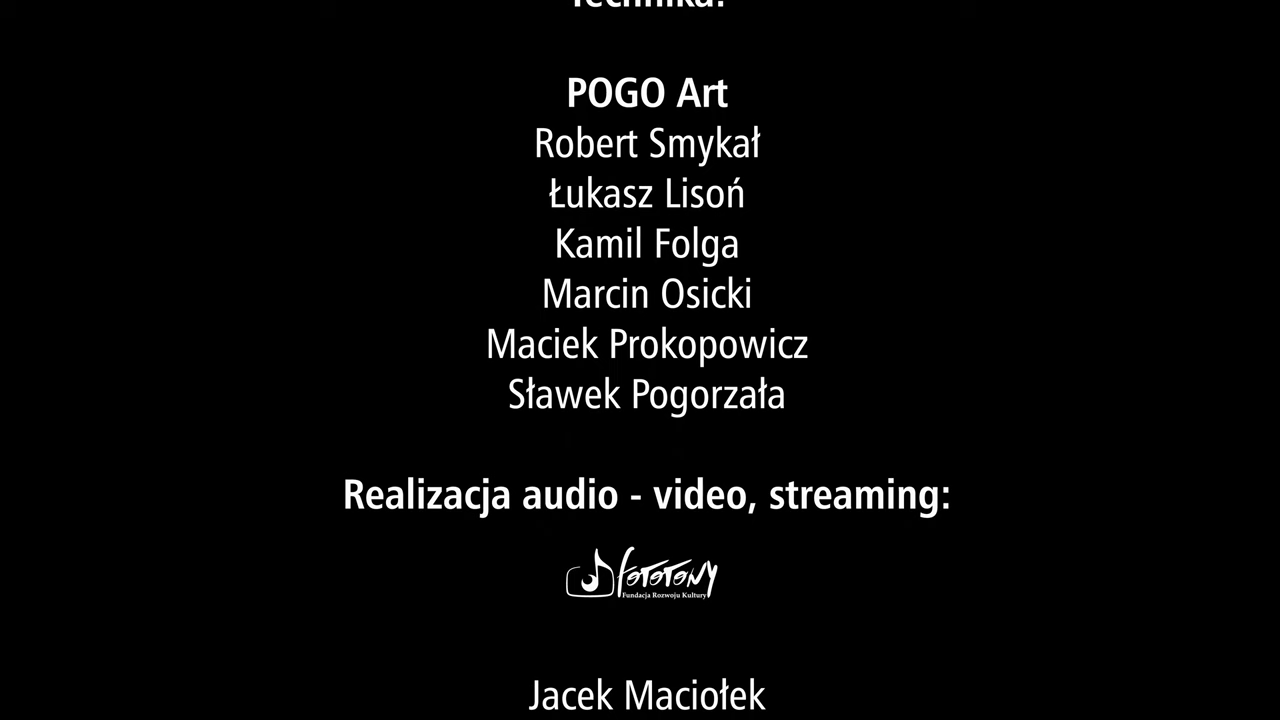 Technika:
POGO Art
Robert Smykał
Łukasz Lisoń
Kamil Folga
Marcin Osicki
Maciek Prokopowicz
Sławek Pogorzała
Realizacja audio - video, streaming:
fototony
Fundacja Rozwoju Kultury
Jacek Maciołek